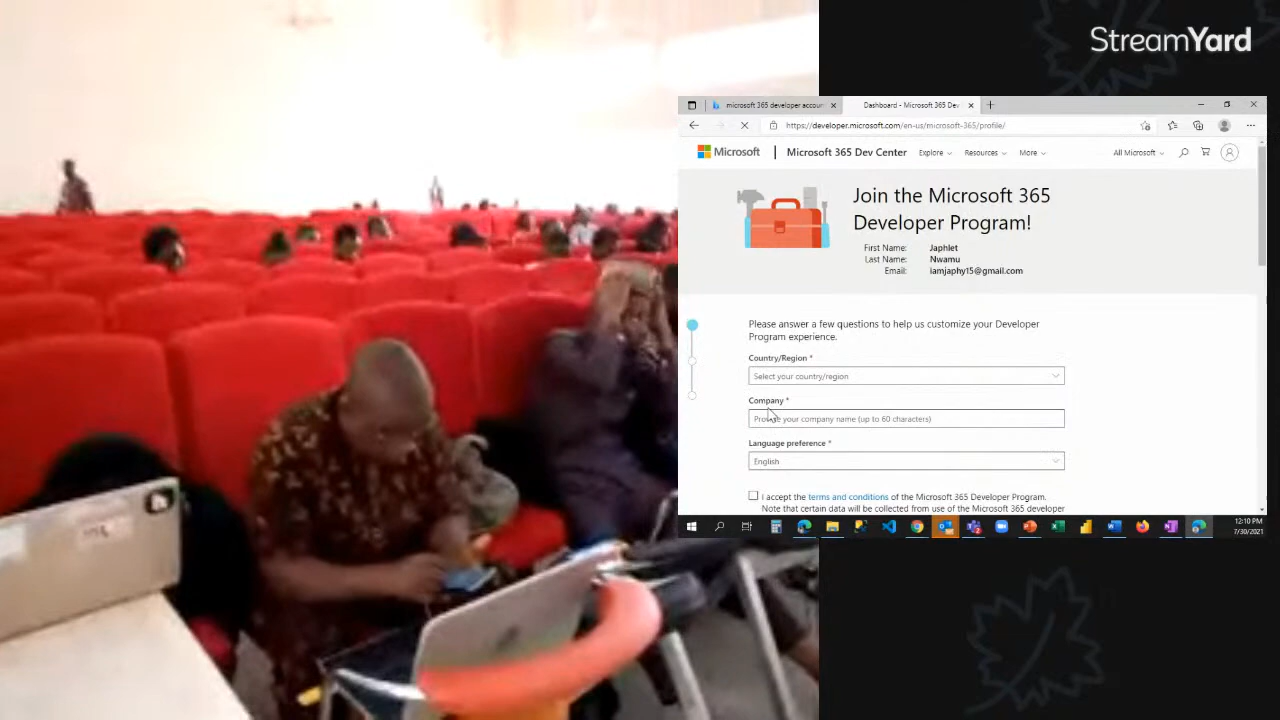 StreamYard
microsoft 365 developer accoun
Dashboard - Microsoft 365 Dev
https://developer.microsoft.com/en-us/microsoft-365/profile/
Microsoft
Microsoft 365 Dev Center
Explore
Resources
More
All Microsoft
Join the Microsoft 365
Developer Program!
First Name: Japhlet
Last Name: Nwamu
Email: iamjaphy15@gmail.com
Please answer a few questions to help us customize your Developer
Program experience.
Country/Region *
Select your country/region
Company *
Provide your company name (up to 60 characters)
Language preference *
English
I accept the terms and conditions of the Microsoft 365 Developer Program.
Note that certain data will be collected from use of the Microsoft 365 developer
12:10 PM
7/30/2021